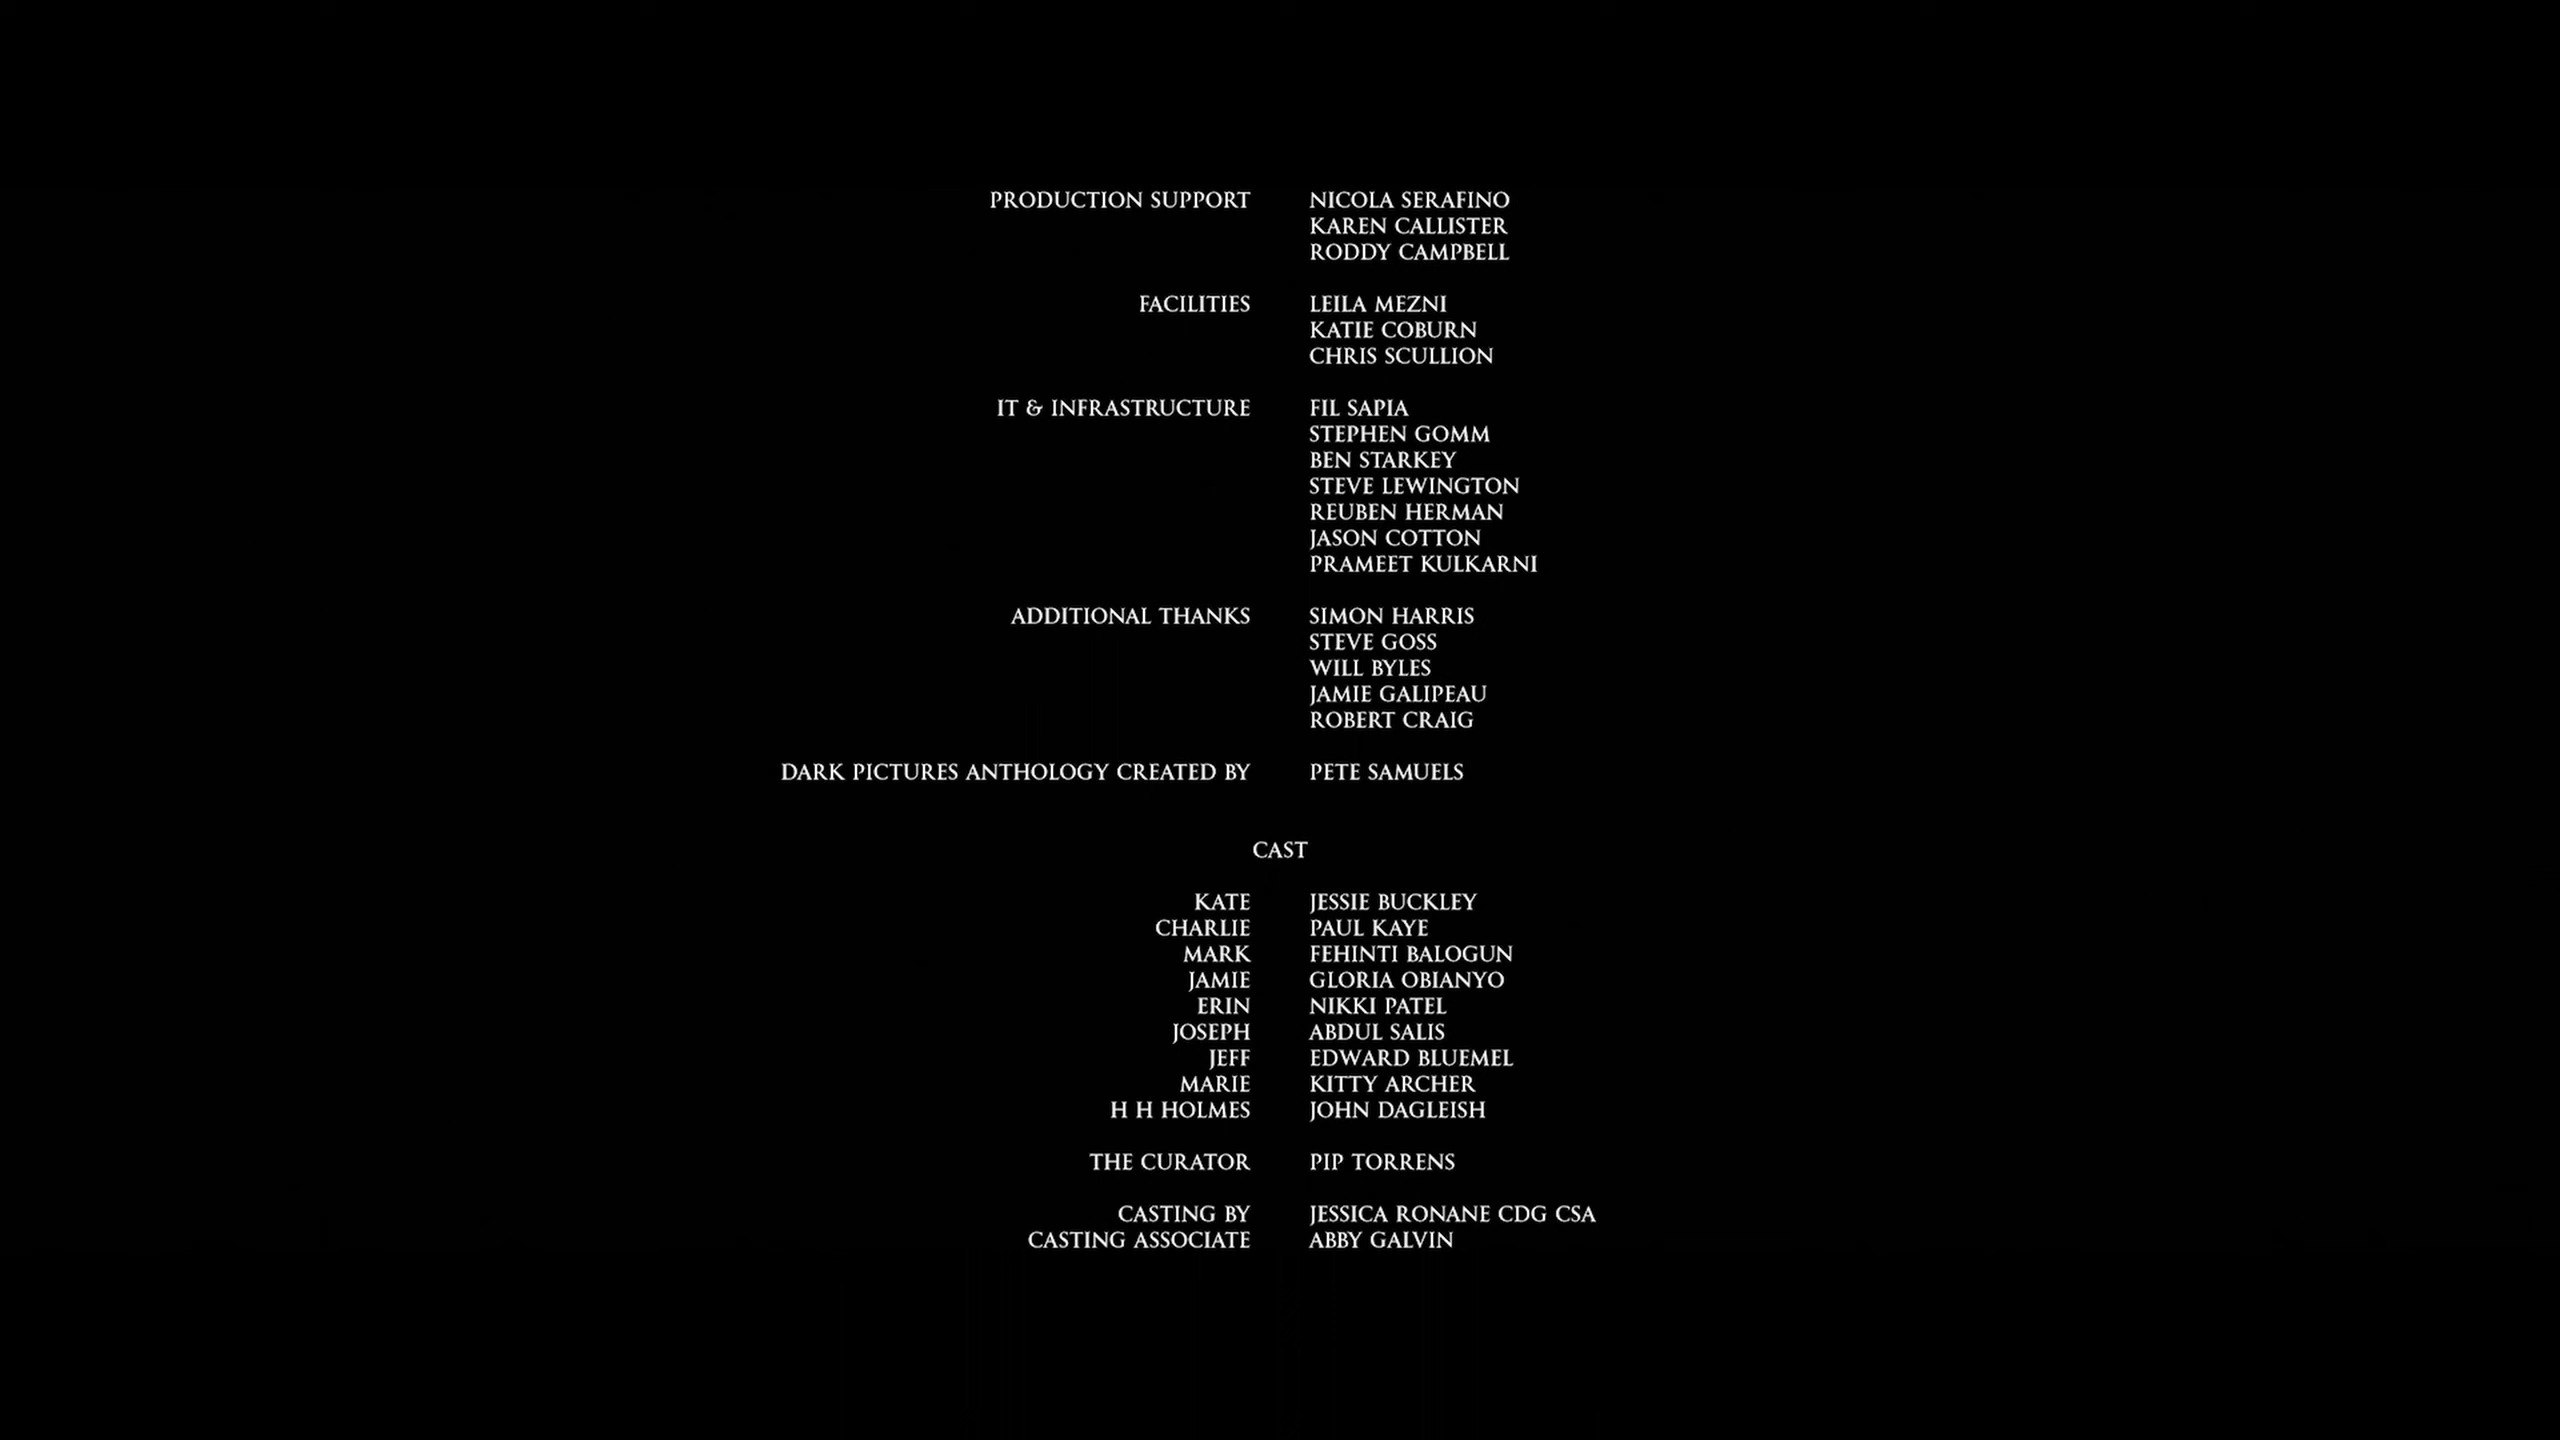 PRODUCTION SUPPORT NICOLA SERAFINO
KAREN CALLISTER
RODDY CAMPBELL
FACILITIES LEILA MEZNI
KATIE COBURN
CHRIS SCULLION
IT & INFRASTRUCTURE FIL SAPIA
STEPHEN GOMM
BEN STARKEY
STEVE LEWINGTON
REUBEN HERMAN
JASON COTTON
PRAMEET KULKARNI
ADDITIONAL THANKS SIMON HARRIS
STEVE GOSS
WILL BYLES
JAMIE GALIPEAU
ROBERT CRAIG
DARK PICTURES ANTHOLOGY CREATED BY PETE SAMUELS
CAST
KATE JESSIE BUCKLEY
CHARLIE PAUL KAYE
MARK FEHINTI BALOGUN
JAMIE GLORIA OBIANYO
ERIN NIKKI PATEL
JOSEPH ABDUL SALIS
JEFF EDWARD BLUEMEL
MARIE KITTY ARCHER
H H HOLMES JOHN DAGLEISH
THE CURATOR PIP TORRENS
CASTING BY JESSICA RONANE CDG CSA
CASTING ASSOCIATE ABBY GALVIN